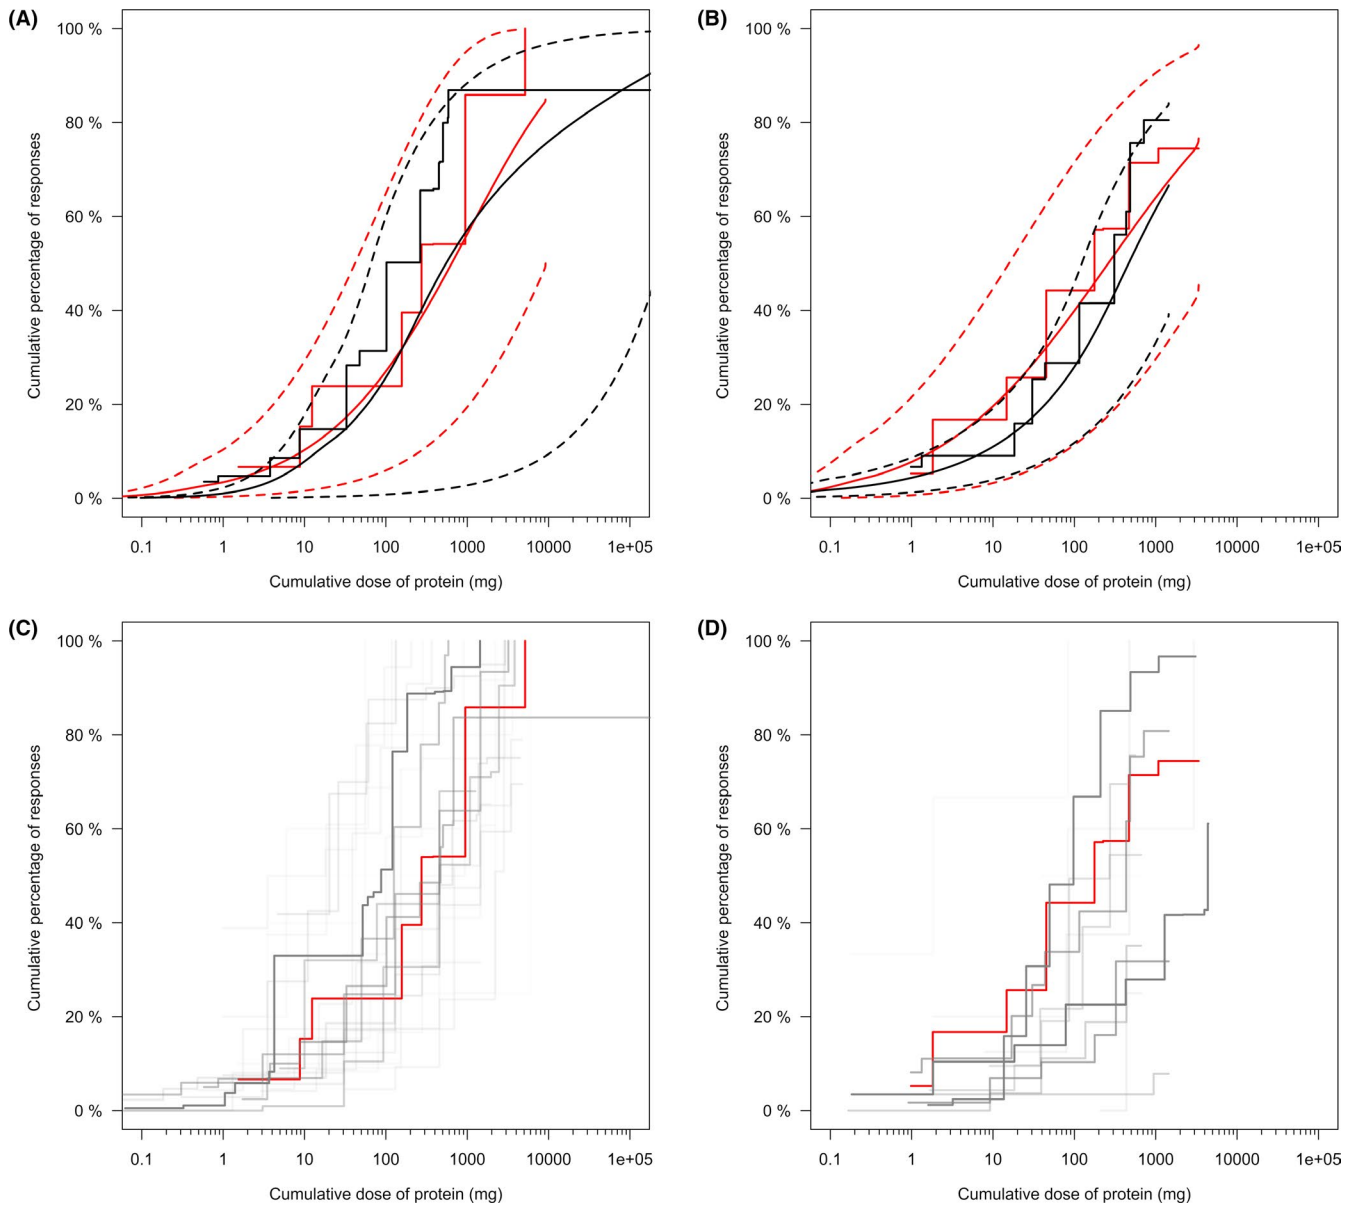 (A)
100 %
80 %
60 %
40 %
20 %
0 %
Cumulative percentage of responses
0.1 1 10 100 1000 10000 1e+05
Cumulative dose of protein (mg)
(B)
100 %
80 %
60 %
40 %
20 %
0 %
Cumulative percentage of responses
0.1 1 10 100 1000 10000 1e+05
Cumulative dose of protein (mg)
(C)
100 %
80 %
60 %
40 %
20 %
0 %
Cumulative percentage of responses
0.1 1 10 100 1000 10000 1e+05
Cumulative dose of protein (mg)
(D)
100 %
80 %
60 %
40 %
20 %
0 %
Cumulative percentage of responses
0.1 1 10 100 1000 10000 1e+05
Cumulative dose of protein (mg)